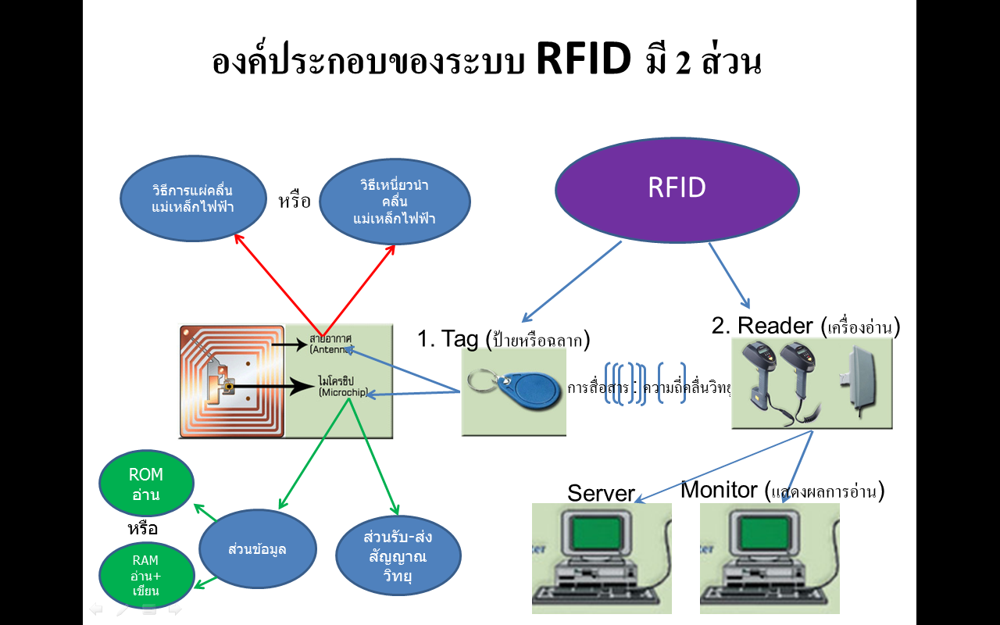 องค์ประกอบของระบบ RFID มี 2 ส่วน
วิธีการแผ่คลื่น
แม่เหล็กไฟฟ้า
หรือ
วิธีเหนี่ยวนำ
คลื่น
แม่เหล็กไฟฟ้า
RFID
สายอากาศ
(Antenna)
ไมโครชิป
(Microchip)
1. Tag (ป้ายหรือฉลาก)
2. Reader (เครื่องอ่าน)
การสื่อสาร : ความถี่คลื่นวิทยุ
ROM
อ่าน
หรือ
RAM
อ่าน+
เขียน
ส่วนข้อมูล
ส่วนรับ-ส่ง
สัญญาณ
วิทยุ
Server
Monitor (แสดงผลการอ่าน)